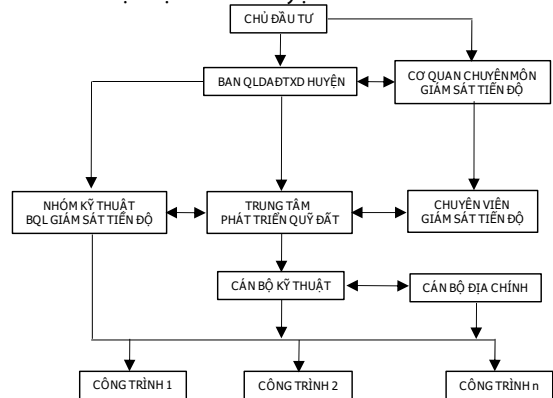 CHỦ ĐẦU TƯ
BAN QLDAĐTXD HUYỆN
CƠ QUAN CHUYÊN MÔN
GIÁM SÁT TIẾN ĐỘ
NHÓM KỸ THUẬT
BQL GIÁM SÁT TIẾN ĐỘ
TRUNG TÂM
PHÁT TRIỂN QUỸ ĐẤT
CHUYÊN VIÊN
GIÁM SÁT TIẾN ĐỘ
CÁN BỘ KỸ THUẬT
CÁN BỘ ĐỊA CHÍNH
CÔNG TRÌNH 1
CÔNG TRÌNH 2
CÔNG TRÌNH n